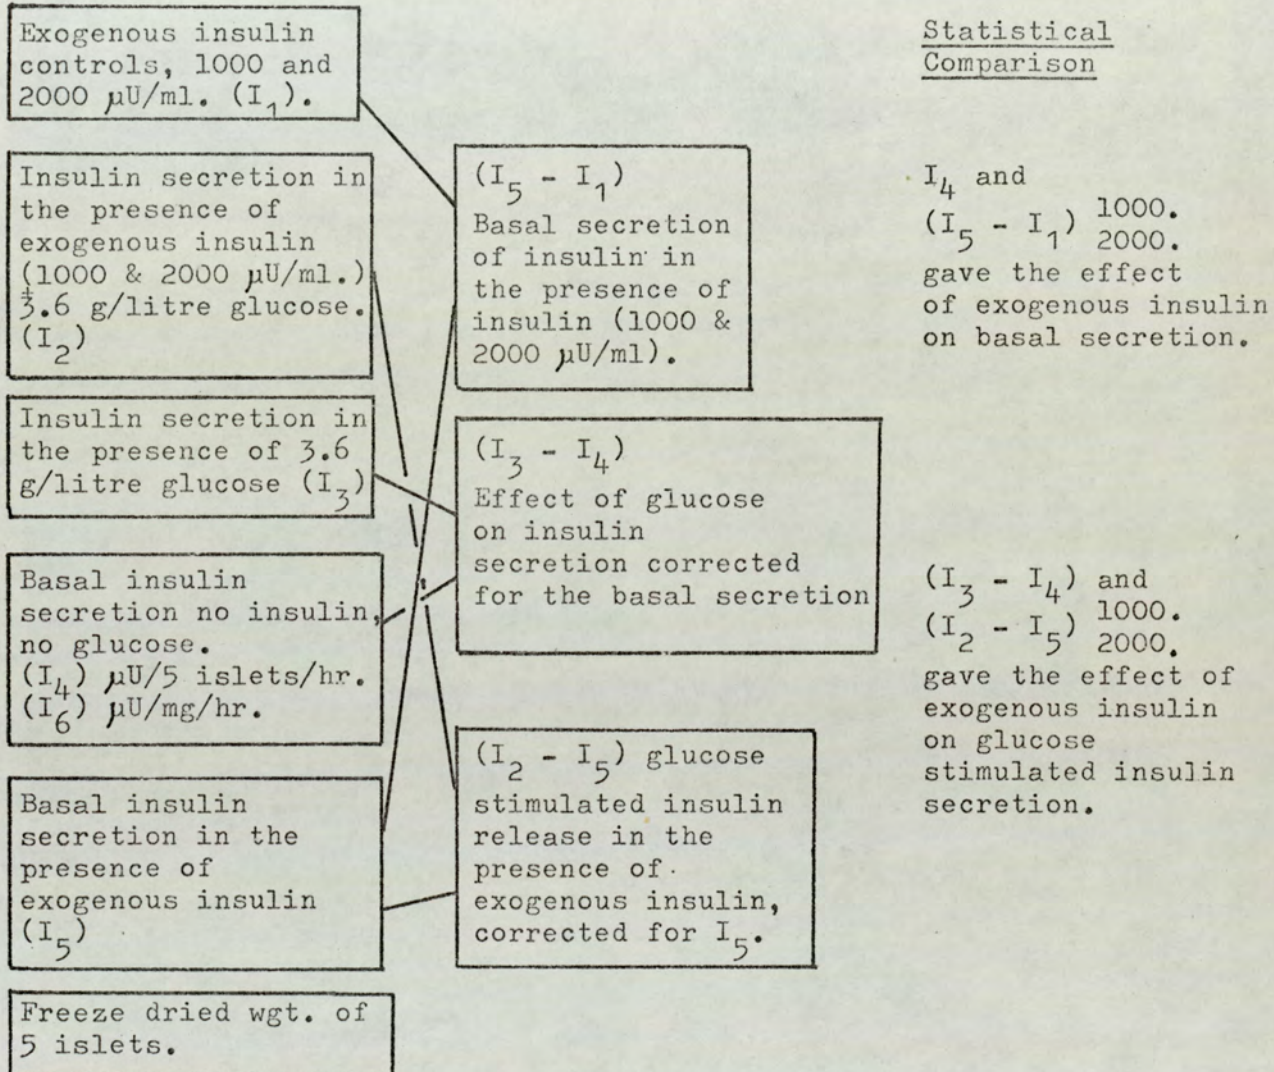 Exogenous insulin
controls, 1000 and
2000 µU/ml. (I₁).
Insulin secretion in
the presence of
exogenous insulin
(1000 & 2000 µU/ml.)
±3.6 g/litre glucose.
(I₂)
Insulin secretion in
the presence of 3.6
g/litre glucose (I₃)
Basal insulin
secretion no insulin,
no glucose.
(I₄) µU/5 islets/hr.
(I₆) µU/mg/hr.
Basal insulin
secretion in the
presence of
exogenous insulin
(I₅)
Freeze dried wgt. of
5 islets.
(I₅ - I₁)
Basal secretion
of insulin in
the presence of
insulin (1000 &
2000 µU/ml).
(I₃ - I₄)
Effect of glucose
on insulin
secretion corrected
for the basal secretion
(I₂ - I₅) glucose
stimulated insulin
release in the
presence of
exogenous insulin,
corrected for I₅.
Statistical
Comparison
I₄ and
(I₅ - I₁) 1000.
2000.
gave the effect
of exogenous insulin
on basal secretion.
(I₃ - I₄) and
(I₂ - I₅) 1000.
2000.
gave the effect of
exogenous insulin
on glucose
stimulated insulin
secretion.